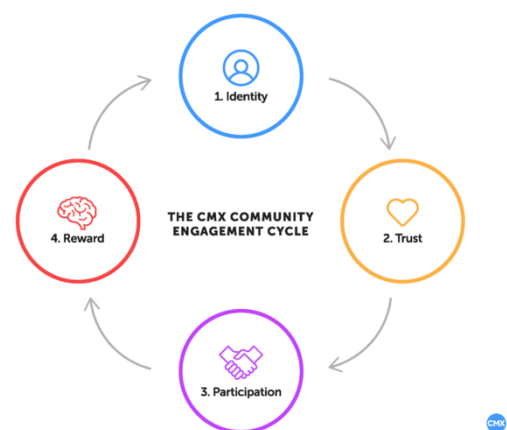 1. Identity
THE CMX COMMUNITY
ENGAGEMENT CYCLE
4. Reward
2. Trust
3. Participation
CMX